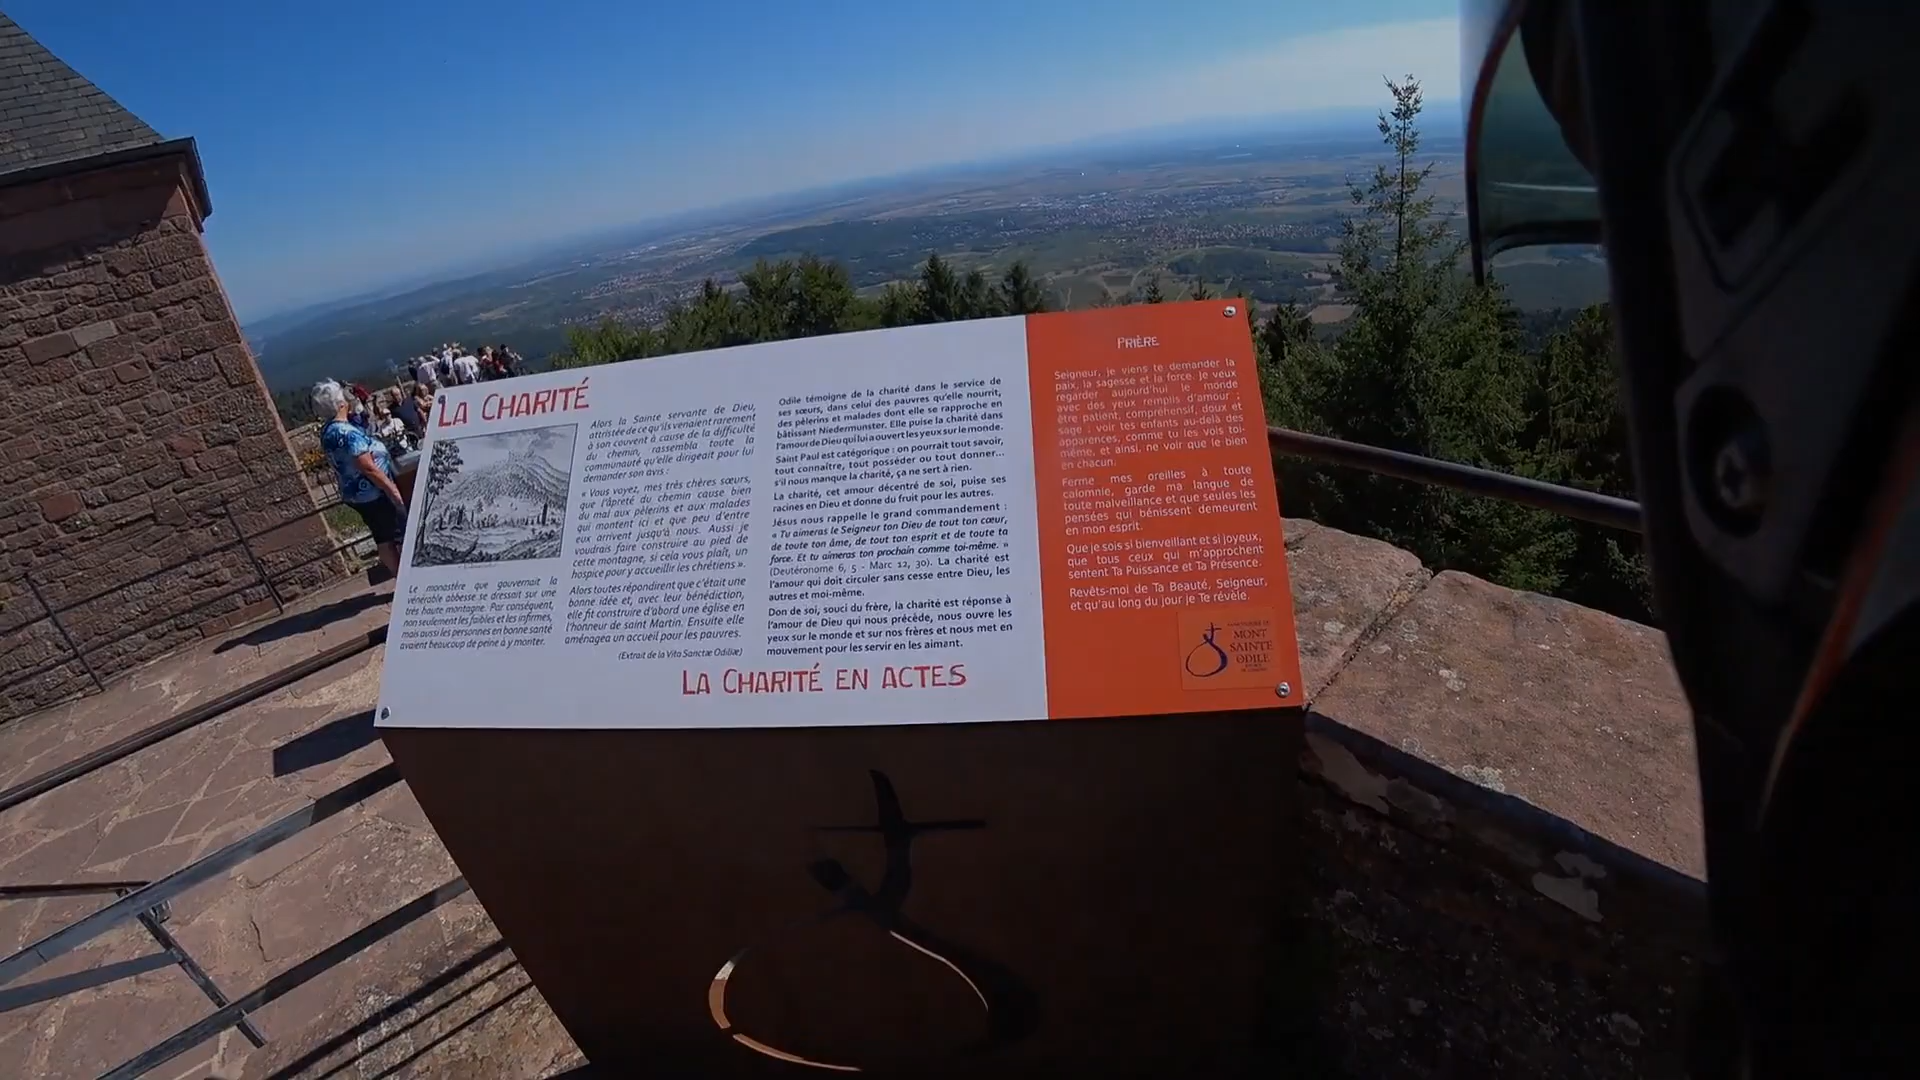 LA CHARITÉ
Le monastère que gouvernait la
vénérable abbesse se dressait sur une
très haute montagne. Par conséquent,
non seulement les faibles et les infirmes,
mais aussi les personnes en bonne santé
avaient beaucoup de peine à y monter.
Alors la Sainte servante de Dieu,
attristée de ce qu'ils venaient rarement
à son couvent à cause de la difficulté
du chemin, rassembla toute la
communauté qu'elle dirigeait pour lui
demander son avis :
« Vous voyez, mes très chères sœurs,
que l'âpreté du chemin cause bien
du mal aux pèlerins et aux malades
qui montent ici et que peu d'entre
eux arrivent jusqu'à nous. Aussi je
voudrais faire construire au pied de
cette montagne, si cela vous plaît, un
hospice pour y accueillir les chrétiens ».
Alors toutes répondirent que c'était une
bonne idée et, avec leur bénédiction,
elle fit construire d'abord une église en
l'honneur de saint Martin. Ensuite elle
aménagea un accueil pour les pauvres.
(Extrait de la Vita Sanctæ Odiliæ)
Odile témoigne de la charité dans le service de
ses sœurs, dans celui des pauvres qu'elle nourrit,
des pèlerins et malades dont elle se rapproche en
bâtissant Niedermunster. Elle puise la charité dans
l'amour de Dieu qui lui a ouvert les yeux sur le monde.
Saint Paul est catégorique : on pourrait tout savoir,
tout connaître, tout posséder ou tout donner...
s'il nous manque la charité, ça ne sert à rien.
La charité, cet amour décentré de soi, puise ses
racines en Dieu et donne du fruit pour les autres.
Jésus nous rappelle le grand commandement :
« Tu aimeras le Seigneur ton Dieu de tout ton cœur,
de toute ton âme, de tout ton esprit et de toute ta
force. Et tu aimeras ton prochain comme toi-même. »
(Deutéronome 6, 5 - Marc 12, 30). La charité est
l'amour qui doit circuler sans cesse entre Dieu, les
autres et moi-même.
Don de soi, souci du frère, la charité est réponse à
l'amour de Dieu qui nous précède, nous ouvre les
yeux sur le monde et sur nos frères et nous met en
mouvement pour les servir en les aimant.
LA CHARITÉ EN ACTES
PRIÈRE
Seigneur, je viens te demander la
paix, la sagesse et la force. Je veux
regarder aujourd'hui le monde
avec des yeux remplis d'amour ;
être patient, compréhensif, doux et
sage ; voir tes enfants au-delà des
apparences, comme tu les vois toi-
même, et ainsi, ne voir que le bien
en chacun.
Ferme mes oreilles à toute
calomnie, garde ma langue de
toute malveillance et que seules les
pensées qui bénissent demeurent
en mon esprit.
Que je sois si bienveillant et si joyeux,
que tous ceux qui m'approchent
sentent Ta Puissance et Ta Présence.
Revêts-moi de Ta Beauté, Seigneur,
et qu'au long du jour je Te révèle.
MONT
SAINTE
ODILE